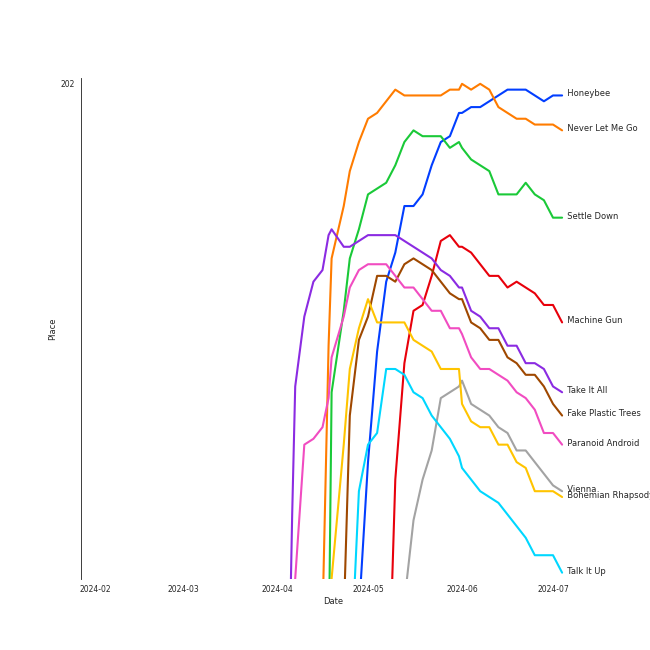 202
Honeybee
Never Let Me Go
Settle Down
Machine Gun
Place
Take It All
Fake Plastic Trees
Paranoid Android
Vienna
Bohemian Rhapsod
Talk It Up
2024-02 2024-03 2024-04 2024-05 2024-06 2024-07
Date